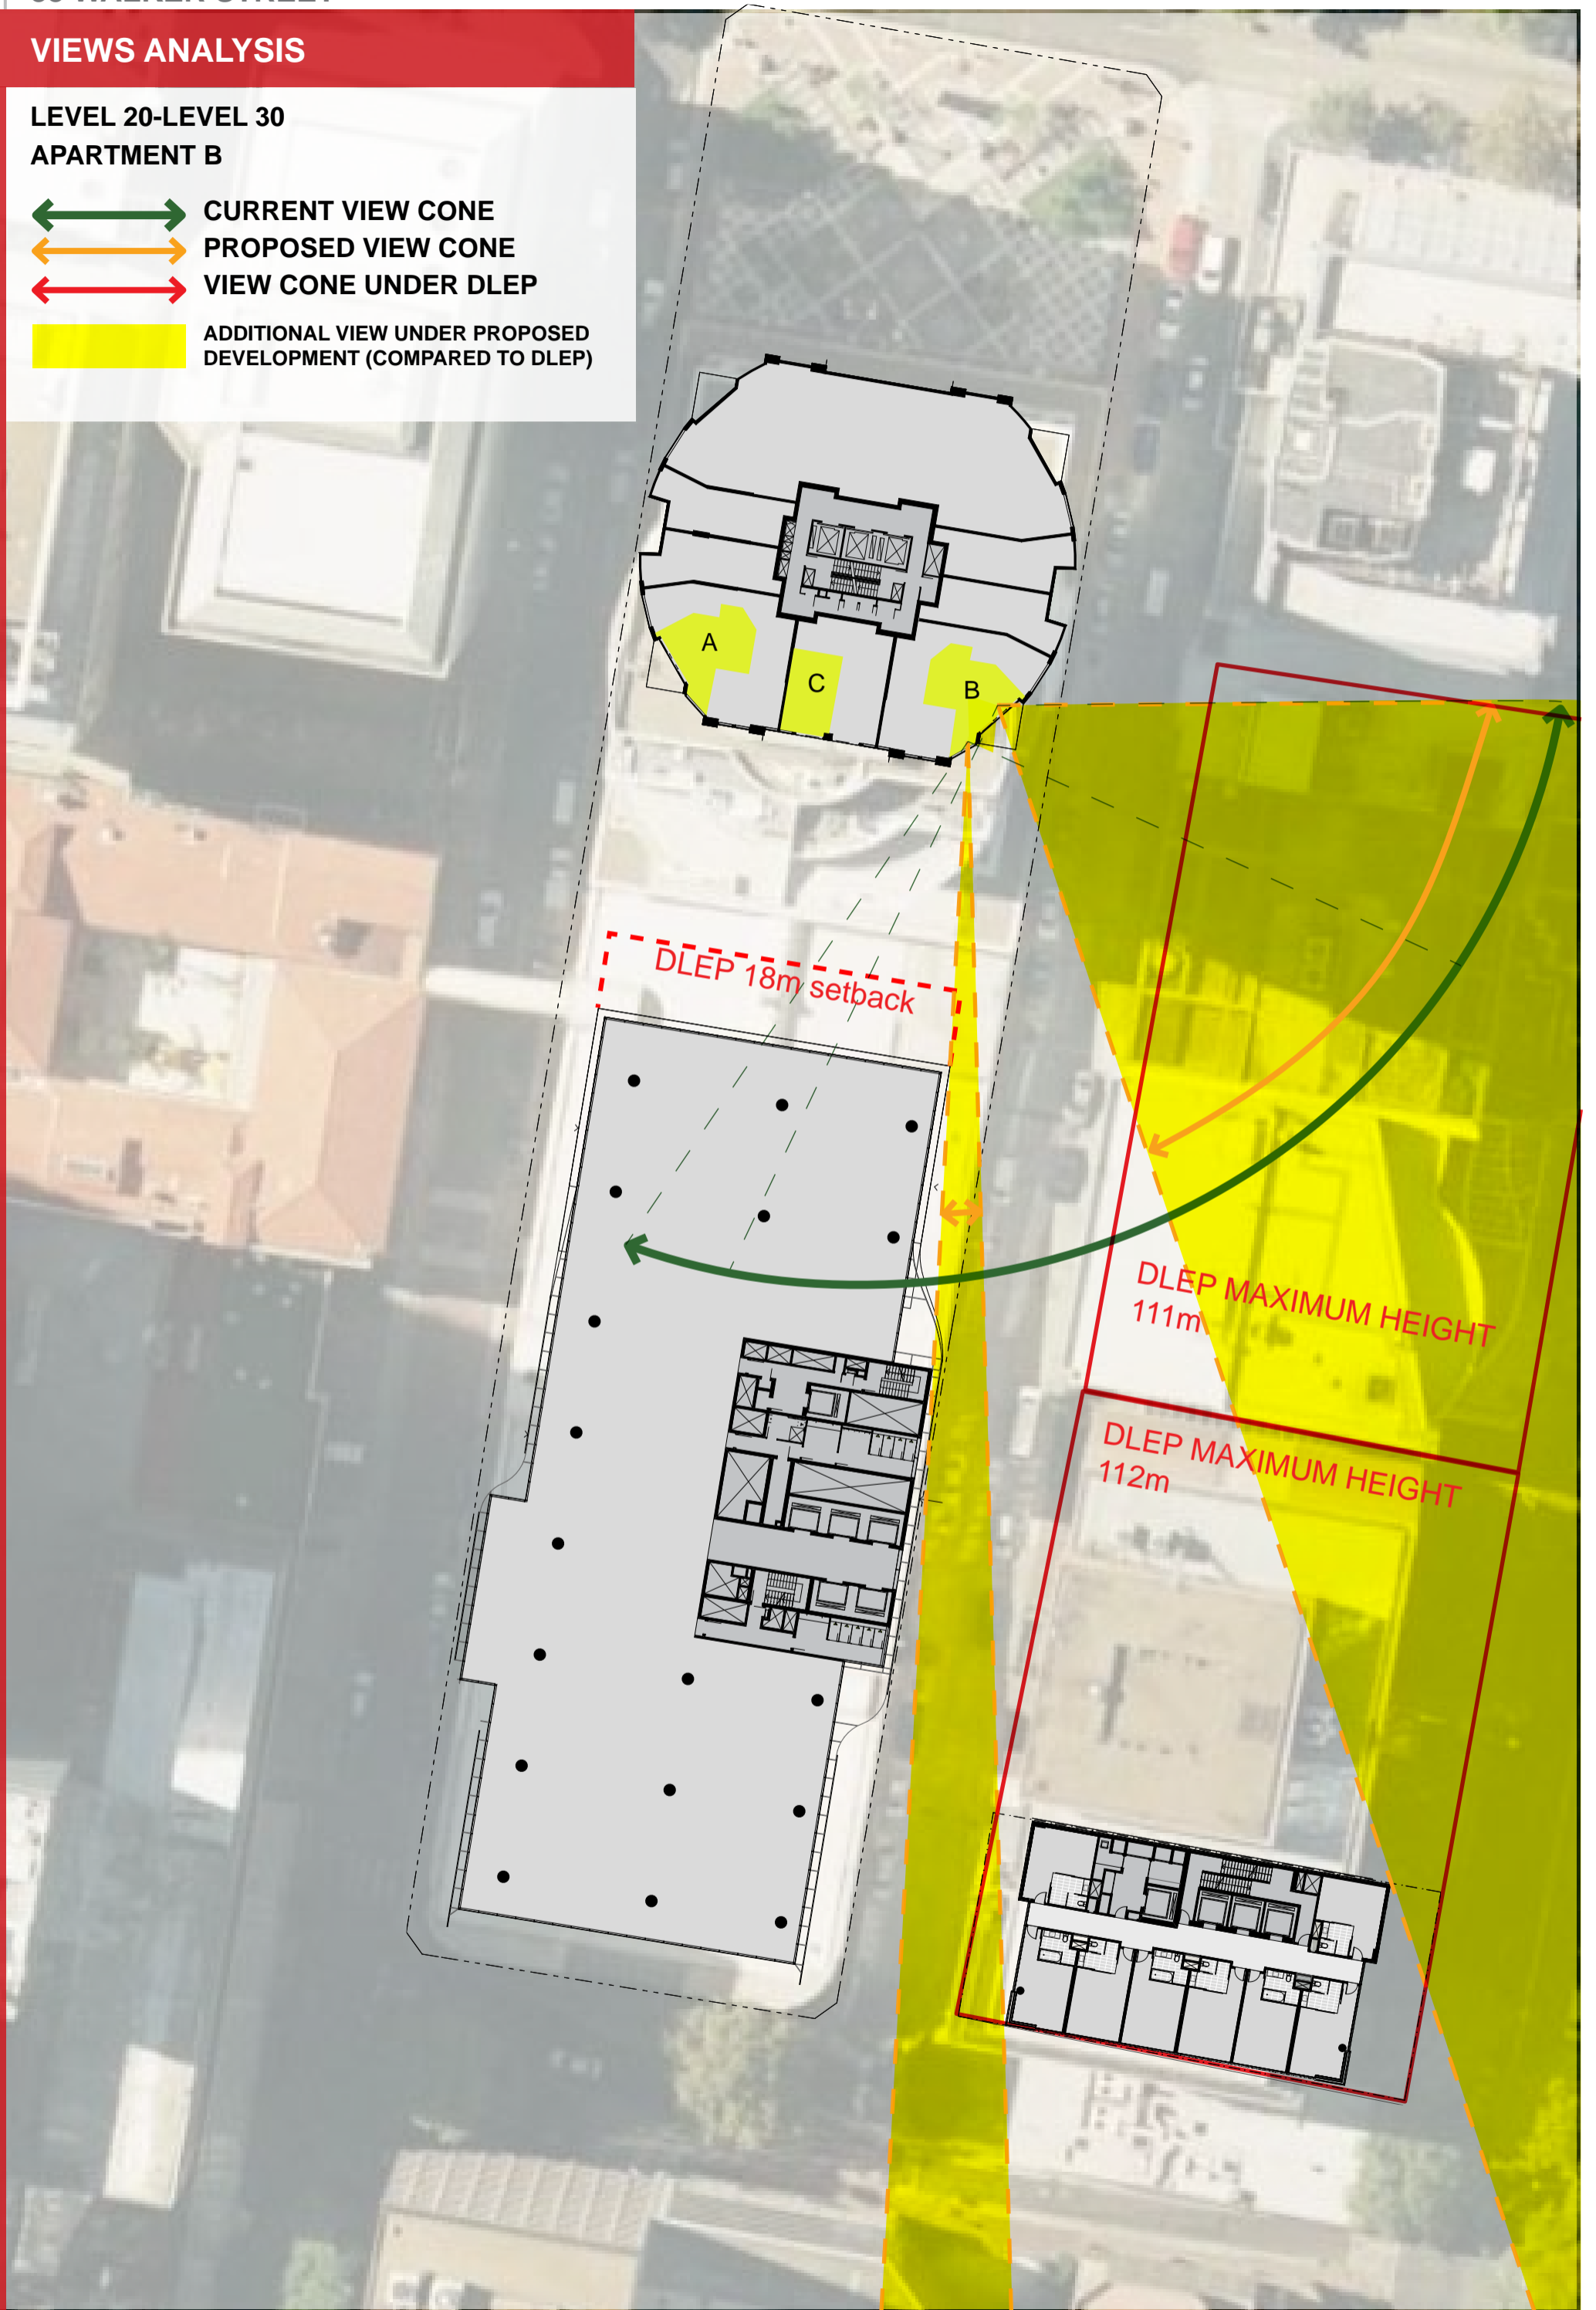 VIEWS ANALYSIS
LEVEL 20-LEVEL 30
APARTMENT B
CURRENT VIEW CONE
PROPOSED VIEW CONE
VIEW CONE UNDER DLEP
ADDITIONAL VIEW UNDER PROPOSED
DEVELOPMENT (COMPARED TO DLEP)
A
C
B
DLEP 18m setback
DLEP MAXIMUM HEIGHT
111m
DLEP MAXIMUM HEIGHT
112m